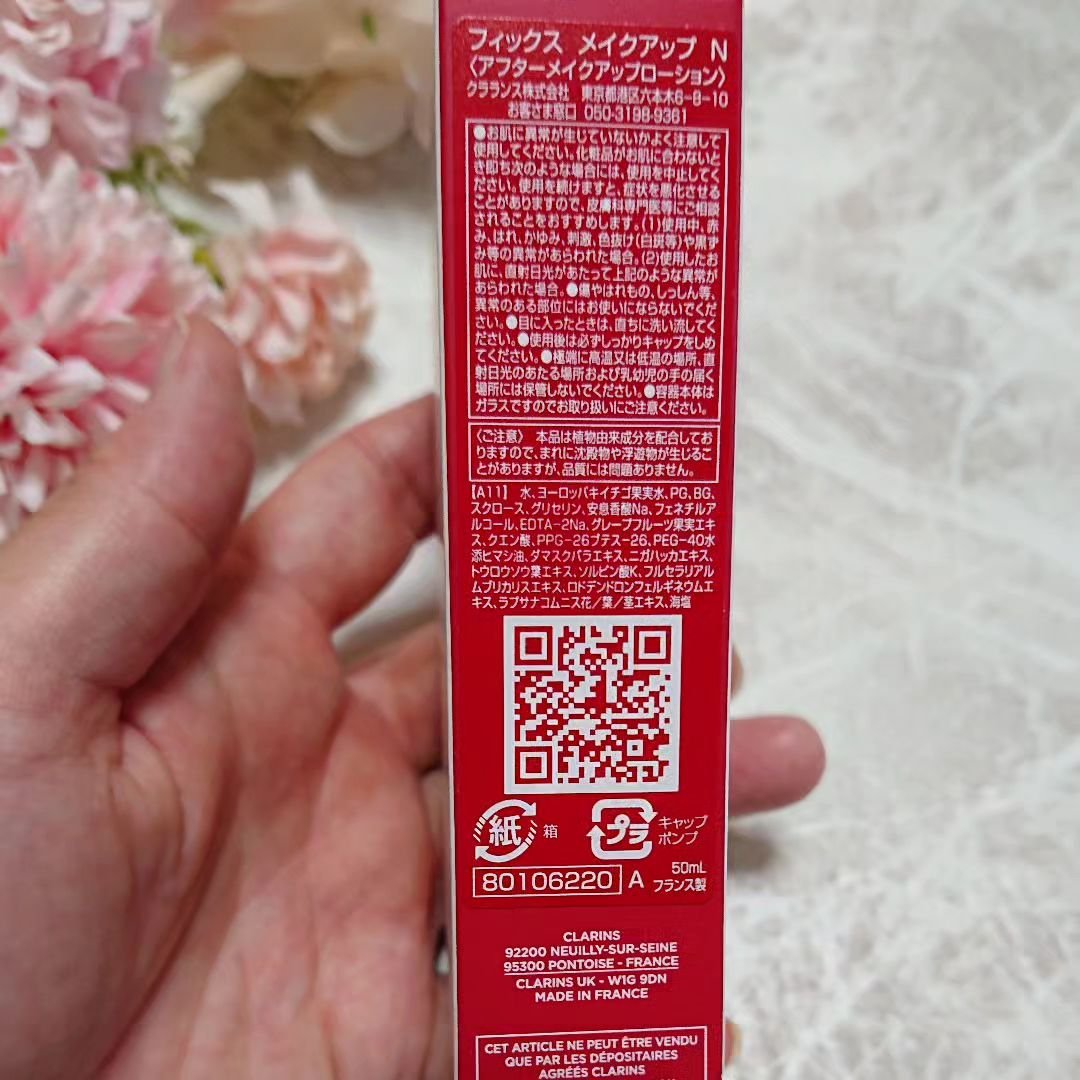 フィックス メイクアップ N
〈アフターメイクアップローション〉
クラランス株式会社 東京都港区六本木6-8-10
お客さま窓口 050-3198-9361
●お肌に異常が生じていないかよく注意して
使用してください。化粧品がお肌に合わないと
き即ち次のような場合には、使用を中止してく
ださい。使用を続けますと、症状を悪化させる
ことがありますので、皮膚科専門医等にご相談
されることをおすすめします。(1)使用中、赤
み、はれ、かゆみ、刺激、色抜け(白斑等)や黒ず
み等の異常があらわれた場合。(2)使用したお
肌に、直射日光があたって上記のような異常が
あらわれた場合。●傷やはれもの、しっしん等、
異常のある部位にはお使いにならないでくだ
さい。●目に入ったときは、直ちに洗い流してく
ださい。●使用後は必ずしっかりキャップをしめ
てください。●極端に高温又は低温の場所、直
射日光のあたる場所および乳幼児の手の届く
場所には保管しないでください。●容器本体は
ガラスですのでお取り扱いにご注意ください。
〈ご注意〉 本品は植物由来成分を配合してお
りますので、まれに沈殿物や浮遊物が生じるこ
とがありますが、品質には問題ありません。
【A11】 水、ヨーロッパキイチゴ果実水、PG、BG、
スクロース、グリセリン、安息香酸Na、フェネチルア
ルコール、EDTA-2Na、グレープフルーツ果実エキ
ス、クエン酸、PPG-26ブテス-26、PEG-40水
添ヒマシ油、ダマスクバラエキス、ニガハッカエキス、
トウロウソウ葉エキス、ソルビン酸K、フルセラリアル
ムブリカリスエキス、ロドデンドロンフェルギネウムエ
キス、ラプサナコムニス花/葉/茎エキス、海塩
紙 箱 プラ キャップ
ポンプ
80106220 A 50mL
フランス製
CLARINS
92200 NEUILLY-SUR-SEINE
95300 PONTOISE - FRANCE
CLARINS UK - W1G 9DN
MADE IN FRANCE
CET ARTICLE NE PEUT ÊTRE VENDU
QUE PAR LES DÉPOSITAIRES
AGRÉÉS CLARINS